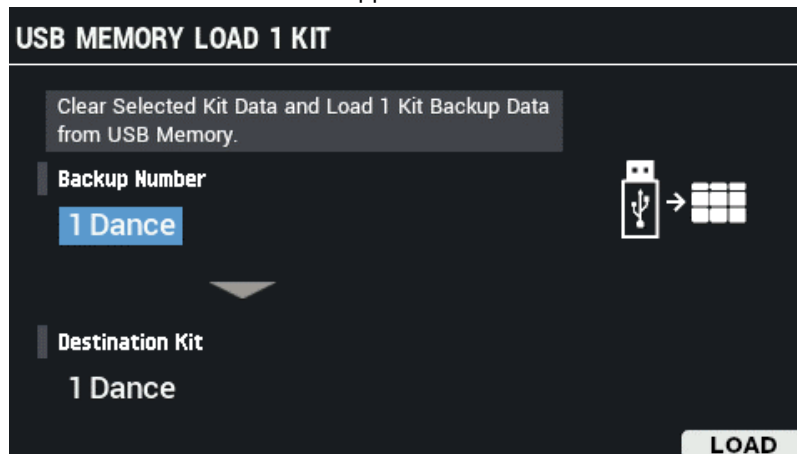 USB MEMORY LOAD 1 KIT
Clear Selected Kit Data and Load 1 Kit Backup Data
from USB Memory.
Backup Number
1 Dance
Destination Kit
1 Dance
LOAD